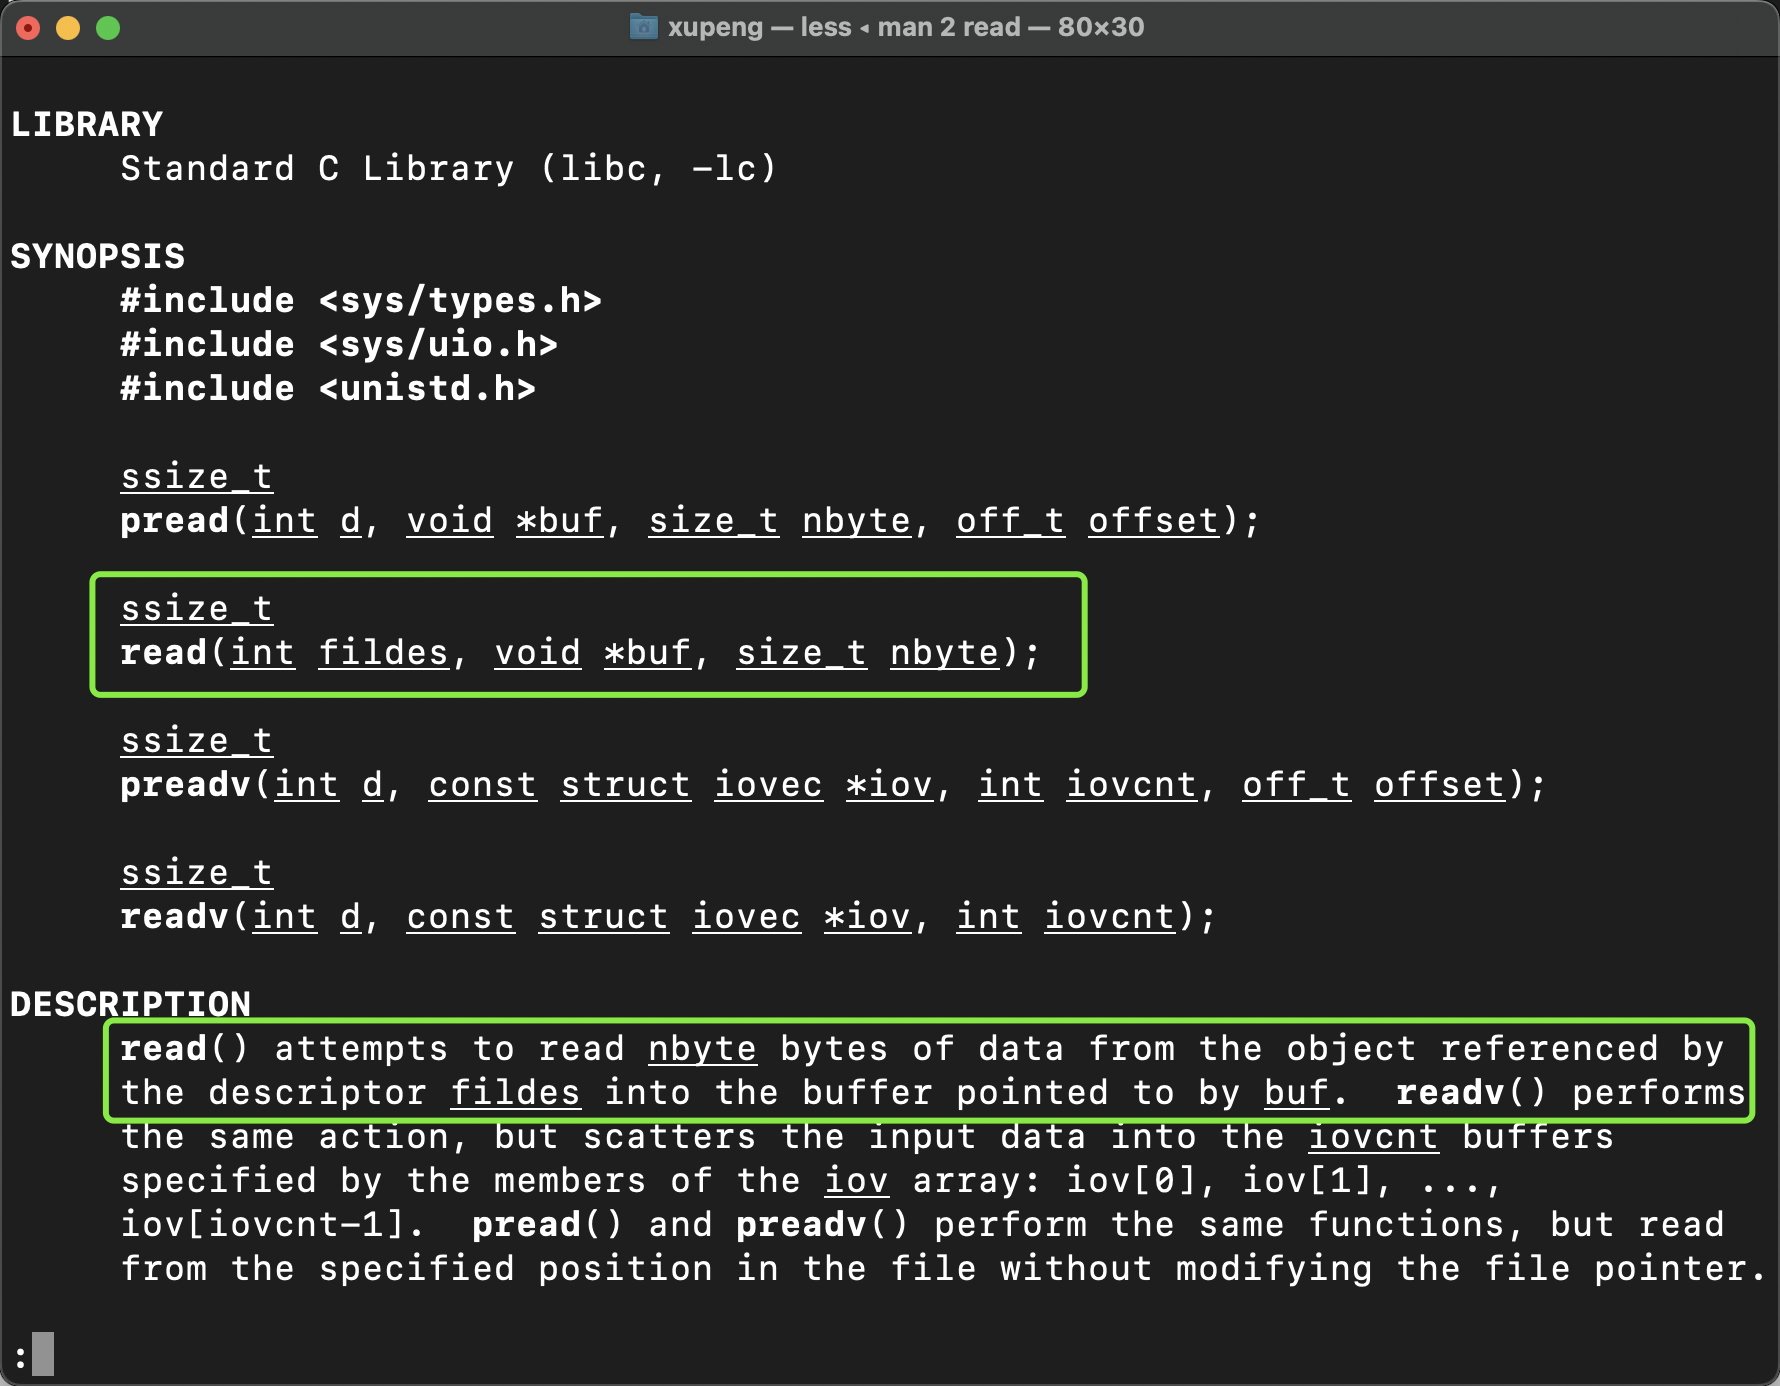 xupeng — less ◂ man 2 read — 80×30
LIBRARY
Standard C Library (libc, -lc)
SYNOPSIS
#include <sys/types.h>
#include <sys/uio.h>
#include <unistd.h>
ssize_t
pread(int d, void *buf, size_t nbyte, off_t offset);
ssize_t
read(int fildes, void *buf, size_t nbyte);
ssize_t
preadv(int d, const struct iovec *iov, int iovcnt, off_t offset);
ssize_t
readv(int d, const struct iovec *iov, int iovcnt);
DESCRIPTION
read() attempts to read nbyte bytes of data from the object referenced by
the descriptor fildes into the buffer pointed to by buf.  readv() performs
the same action, but scatters the input data into the iovcnt buffers
specified by the members of the iov array: iov[0], iov[1], ...,
iov[iovcnt-1].  pread() and preadv() perform the same functions, but read
from the specified position in the file without modifying the file pointer.
: